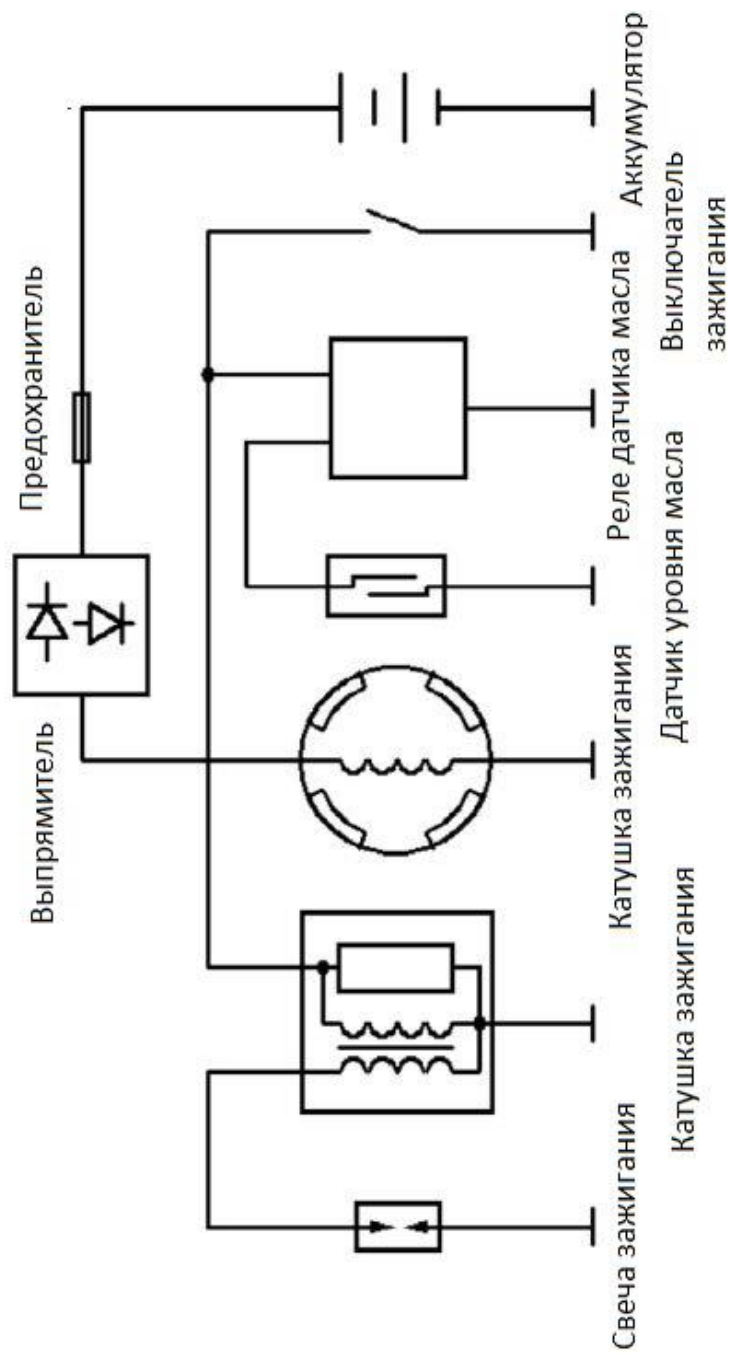 Выпрямитель
Предохранитель
Свеча зажигания
Катушка зажигания
Катушка зажигания
Датчик уровня масла
Реле датчика масла
Выключатель
зажигания
Аккумулятор